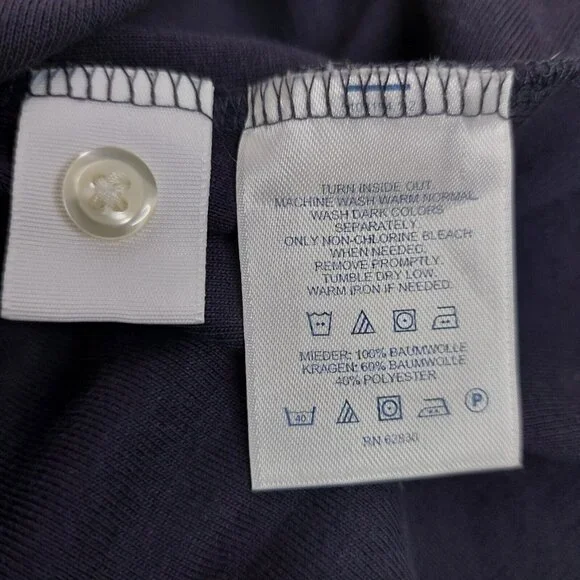 TURN INSIDE OUT.
MACHINE WASH WARM NORMAL.
WASH DARK COLORS
SEPARATELY.
ONLY NON-CHLORINE BLEACH
WHEN NEEDED.
REMOVE PROMPTLY.
TUMBLE DRY LOW.
WARM IRON IF NEEDED.
MIEDER: 100% BAUMWOLLE
KRAGEN: 60% BAUMWOLLE
40% POLYESTER
40 P
RN 62830